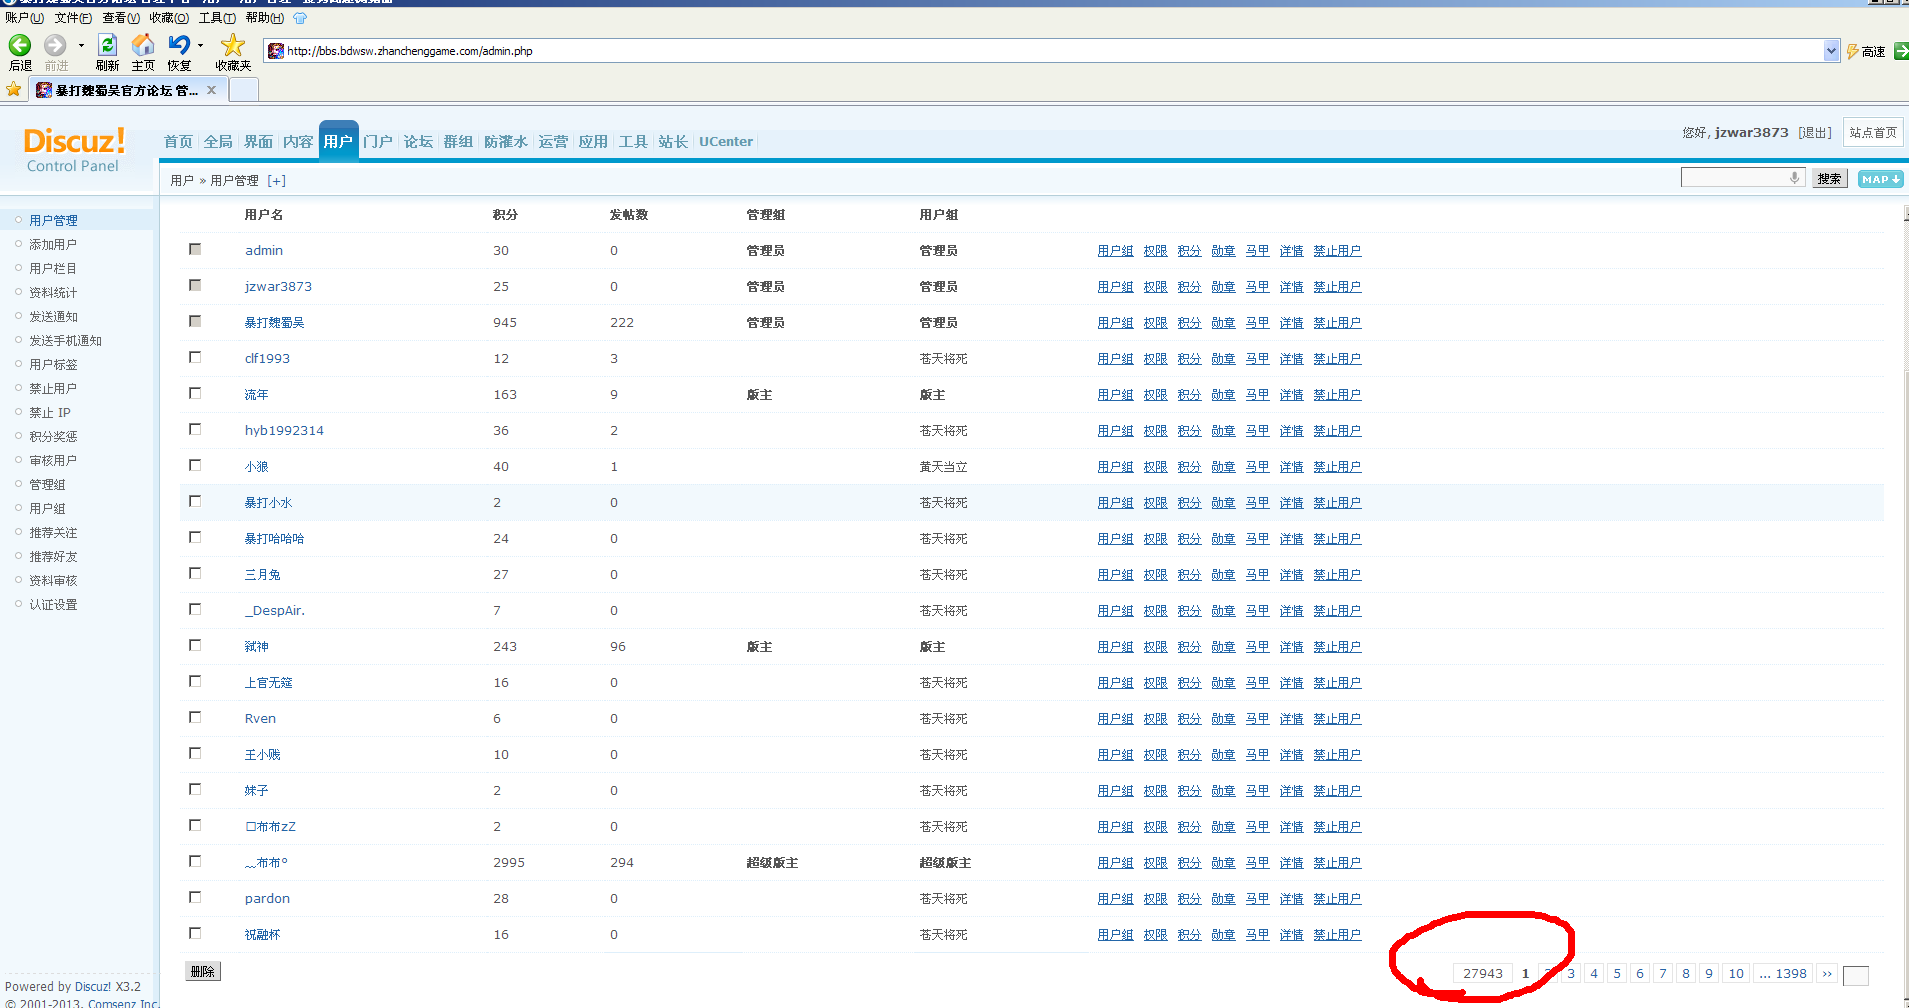 账户(U) 文件(F) 查看(V) 收藏(O) 工具(T) 帮助(H)
后退 前进 刷新 主页 恢复 收藏夹 http://bbs.bdwsw.zhanchenggame.com/admin.php 高速
暴打魏蜀吴官方论坛 管... x
Discuz!
Control Panel
首页 全局 界面 内容 用户 门户 论坛 群组 防灌水 运营 应用 工具 站长 UCenter
您好, jzwar3873 [退出] 站点首页
用户 » 用户管理 [+] 搜索 MAP
用户管理
添加用户
用户栏目
资料统计
发送通知
发送手机通知
用户标签
禁止用户
禁止 IP
积分奖惩
审核用户
管理组
用户组
推荐关注
推荐好友
资料审核
认证设置
用户名 积分 发帖数 管理组 用户组
admin 30 0 管理员 管理员 用户组 权限 积分 勋章 马甲 详情 禁止用户
jzwar3873 25 0 管理员 管理员 用户组 权限 积分 勋章 马甲 详情 禁止用户
暴打魏蜀吴 945 222 管理员 管理员 用户组 权限 积分 勋章 马甲 详情 禁止用户
clf1993 12 3 苍天将死 用户组 权限 积分 勋章 马甲 详情 禁止用户
流年 163 9 版主 版主 用户组 权限 积分 勋章 马甲 详情 禁止用户
hyb1992314 36 2 苍天将死 用户组 权限 积分 勋章 马甲 详情 禁止用户
小狼 40 1 黄天当立 用户组 权限 积分 勋章 马甲 详情 禁止用户
暴打小水 2 0 苍天将死 用户组 权限 积分 勋章 马甲 详情 禁止用户
暴打哈哈哈 24 0 苍天将死 用户组 权限 积分 勋章 马甲 详情 禁止用户
三月兔 27 0 苍天将死 用户组 权限 积分 勋章 马甲 详情 禁止用户
_DespAir. 7 0 苍天将死 用户组 权限 积分 勋章 马甲 详情 禁止用户
弑神 243 96 版主 版主 用户组 权限 积分 勋章 马甲 详情 禁止用户
上官无筵 16 0 苍天将死 用户组 权限 积分 勋章 马甲 详情 禁止用户
Rven 6 0 苍天将死 用户组 权限 积分 勋章 马甲 详情 禁止用户
王小贱 10 0 苍天将死 用户组 权限 积分 勋章 马甲 详情 禁止用户
妹子 2 0 苍天将死 用户组 权限 积分 勋章 马甲 详情 禁止用户
□布布zZ 2 0 苍天将死 用户组 权限 积分 勋章 马甲 详情 禁止用户
﹏布布° 2995 294 超级版主 超级版主 用户组 权限 积分 勋章 马甲 详情 禁止用户
pardon 28 0 苍天将死 用户组 权限 积分 勋章 马甲 详情 禁止用户
祝融杯 16 0 苍天将死 用户组 权限 积分 勋章 马甲 详情 禁止用户
删除 27943 1 3 4 5 6 7 8 9 10 ... 1398 ››
Powered by Discuz! X3.2
© 2001-2013, Comsenz Inc.